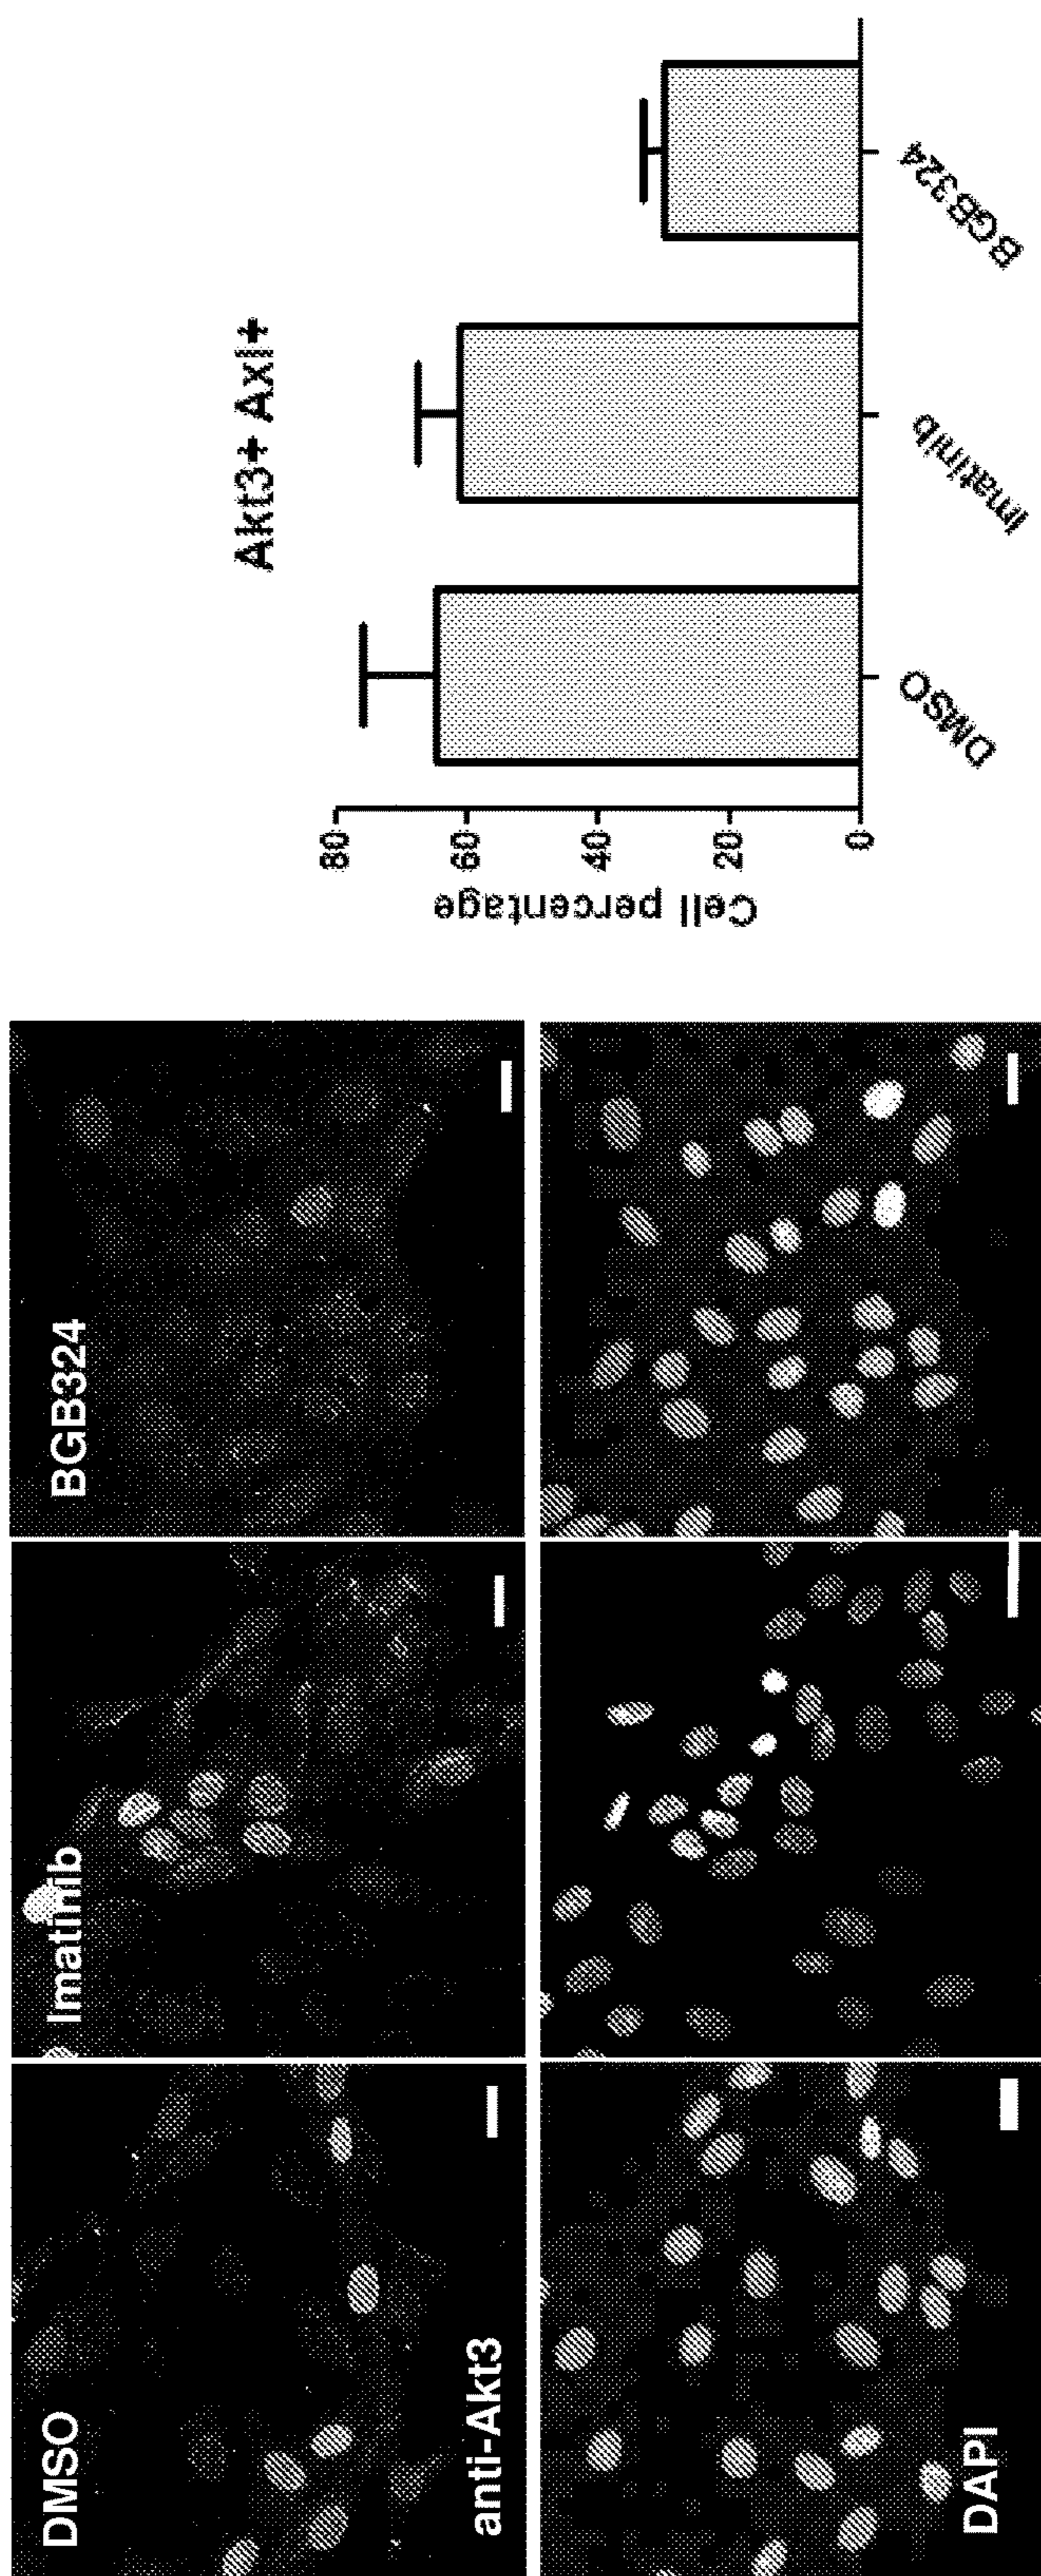 DMSO
Imatinib
BGB324
anti-Akt3
DAPI
Akt3+ Axl+
Cell percentage
80
60
40
20
0
DMSO
Imatinib
BGB324